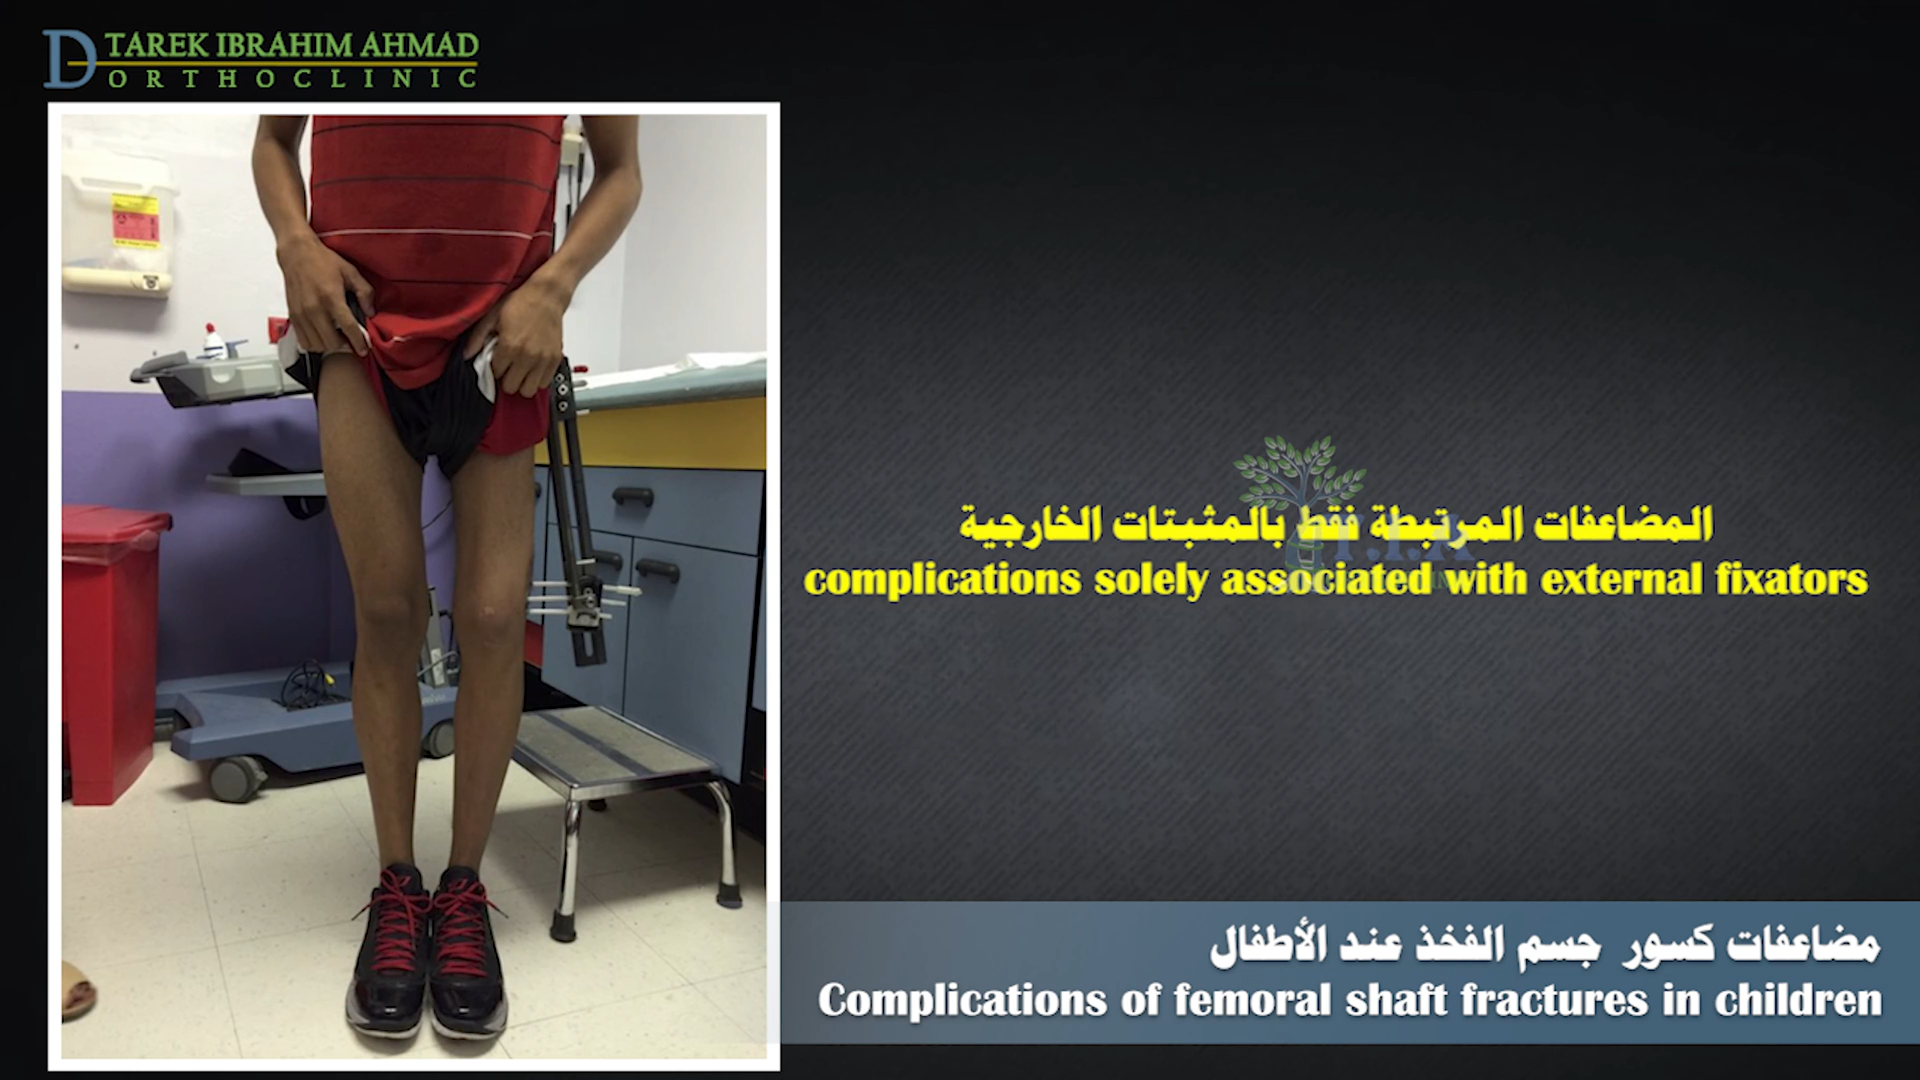 D TAREK IBRAHIM AHMAD
ORTHOCLINIC
المضاعفات المرتبطة فقط بالمثبتات الخارجية
complications solely associated with external fixators
مضاعفات كسور جسم الفخذ عند الأطفال
Complications of femoral shaft fractures in children